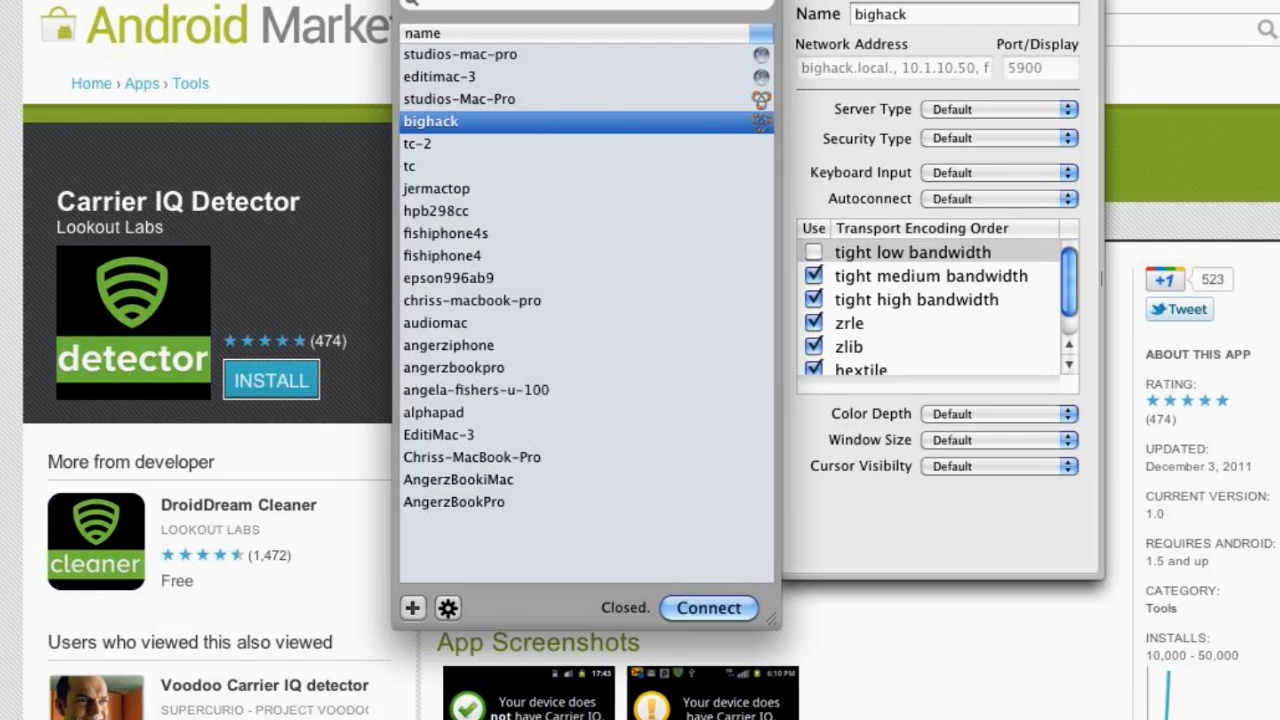 Android Marke
Home › Apps › Tools
Carrier IQ Detector
Lookout Labs
detector
(474)
INSTALL
More from developer
cleaner
DroidDream Cleaner
LOOKOUT LABS
(1,472)
Free
Users who viewed this also viewed
Voodoo Carrier IQ detector
SUPERCURIO - PROJECT VOODO
name
studios-mac-pro
editimac-3
studios-Mac-Pro
bighack
tc-2
tc
jermactop
hpb298cc
fishiphone4s
fishiphone4
epson996ab9
chriss-macbook-pro
audiomac
angerziphone
angerzbookpro
angela-fishers-u-100
alphapad
EditiMac-3
Chriss-MacBook-Pro
AngerzBookiMac
AngerzBookPro
Closed. Connect
Name bighack
Network Address Port/Display
bighack.local., 10.1.10.50, f 5900
Server Type Default
Security Type Default
Keyboard Input Default
Autoconnect Default
Use Transport Encoding Order
tight low bandwidth
tight medium bandwidth
tight high bandwidth
zrle
zlib
hextile
Color Depth Default
Window Size Default
Cursor Visibilty Default
App Screenshots
17:43
Your device does
not have Carrier IQ.
6:10 PM
Your device does
have Carrier IQ.
+1 523
Tweet
ABOUT THIS APP
RATING:
(474)
UPDATED:
December 3, 2011
CURRENT VERSION:
1.0
REQUIRES ANDROID:
1.5 and up
CATEGORY:
Tools
INSTALLS:
10,000 - 50,000